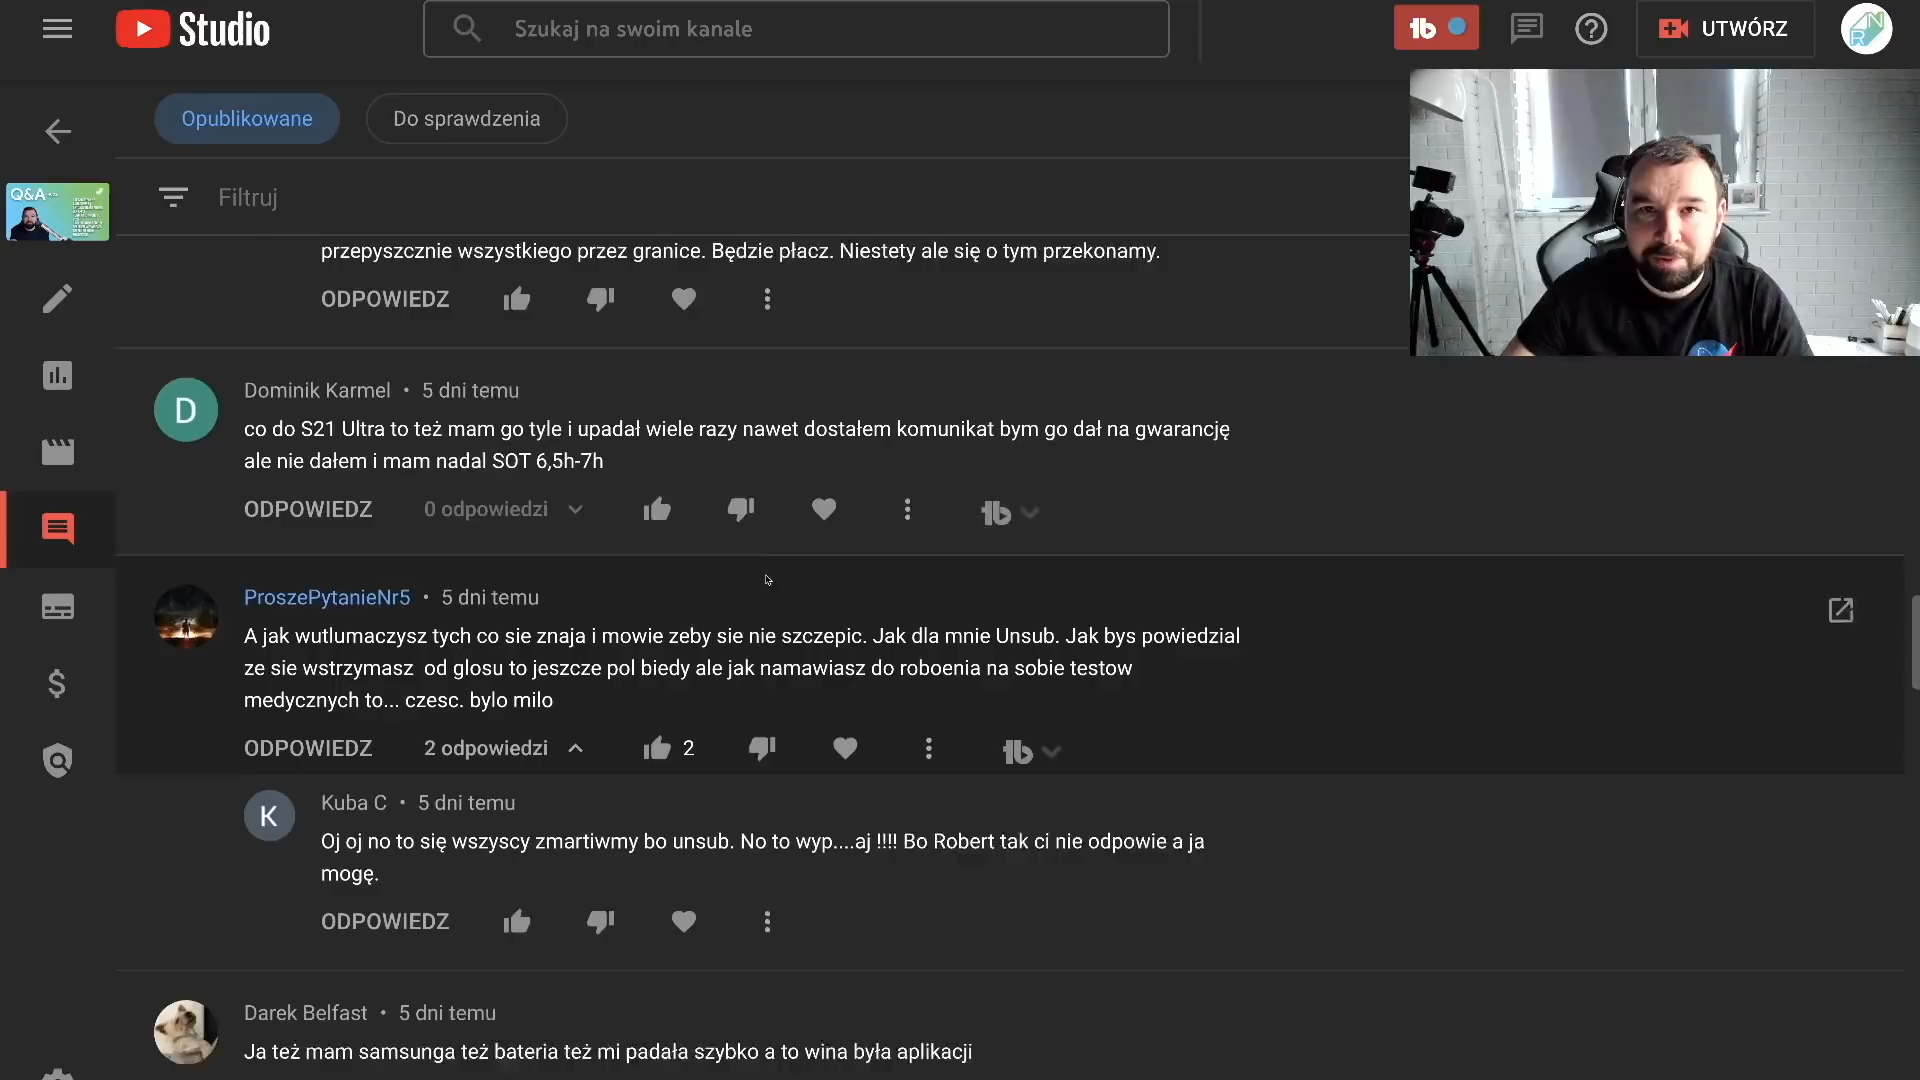 Studio
Szukaj na swoim kanale
UTWÓRZ
Opublikowane
Do sprawdzenia
Q&A
Filtruj
przepyszcznie wszystkiego przez granice. Będzie płacz. Niestety ale się o tym przekonamy.
ODPOWIEDZ
Dominik Karmel • 5 dni temu
co do S21 Ultra to też mam go tyle i upadał wiele razy nawet dostałem komunikat bym go dał na gwarancję
ale nie dałem i mam nadal SOT 6,5h-7h
ODPOWIEDZ 0 odpowiedzi
ProszePytanieNr5 • 5 dni temu
A jak wutlumaczysz tych co sie znaja i mowie zeby sie nie szczepic. Jak dla mnie Unsub. Jak bys powiedzial
ze sie wstrzymasz od glosu to jeszcze pol biedy ale jak namawiasz do roboenia na sobie testow
medycznych to... czesc. bylo milo
ODPOWIEDZ 2 odpowiedzi 2
K
Kuba C • 5 dni temu
Oj oj no to się wszyscy zmartiwmy bo unsub. No to wyp....aj !!!! Bo Robert tak ci nie odpowie a ja
mogę.
ODPOWIEDZ
Darek Belfast • 5 dni temu
Ja też mam samsunga też bateria też mi padała szybko a to wina była aplikacji
D